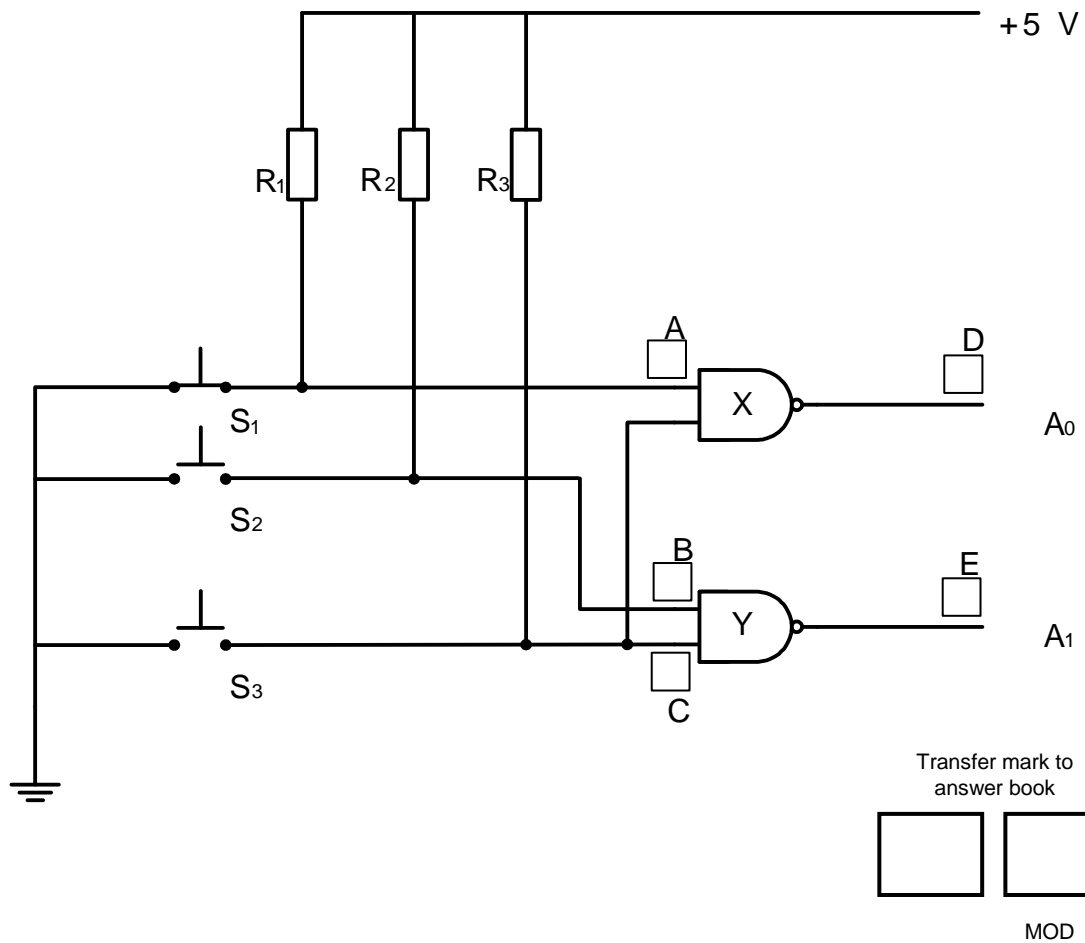 +5 V
R1
R2
R3
A
D
X
S1
A0
S2
B
E
Y
A1
S3
C
Transfer mark to
answer book
MOD